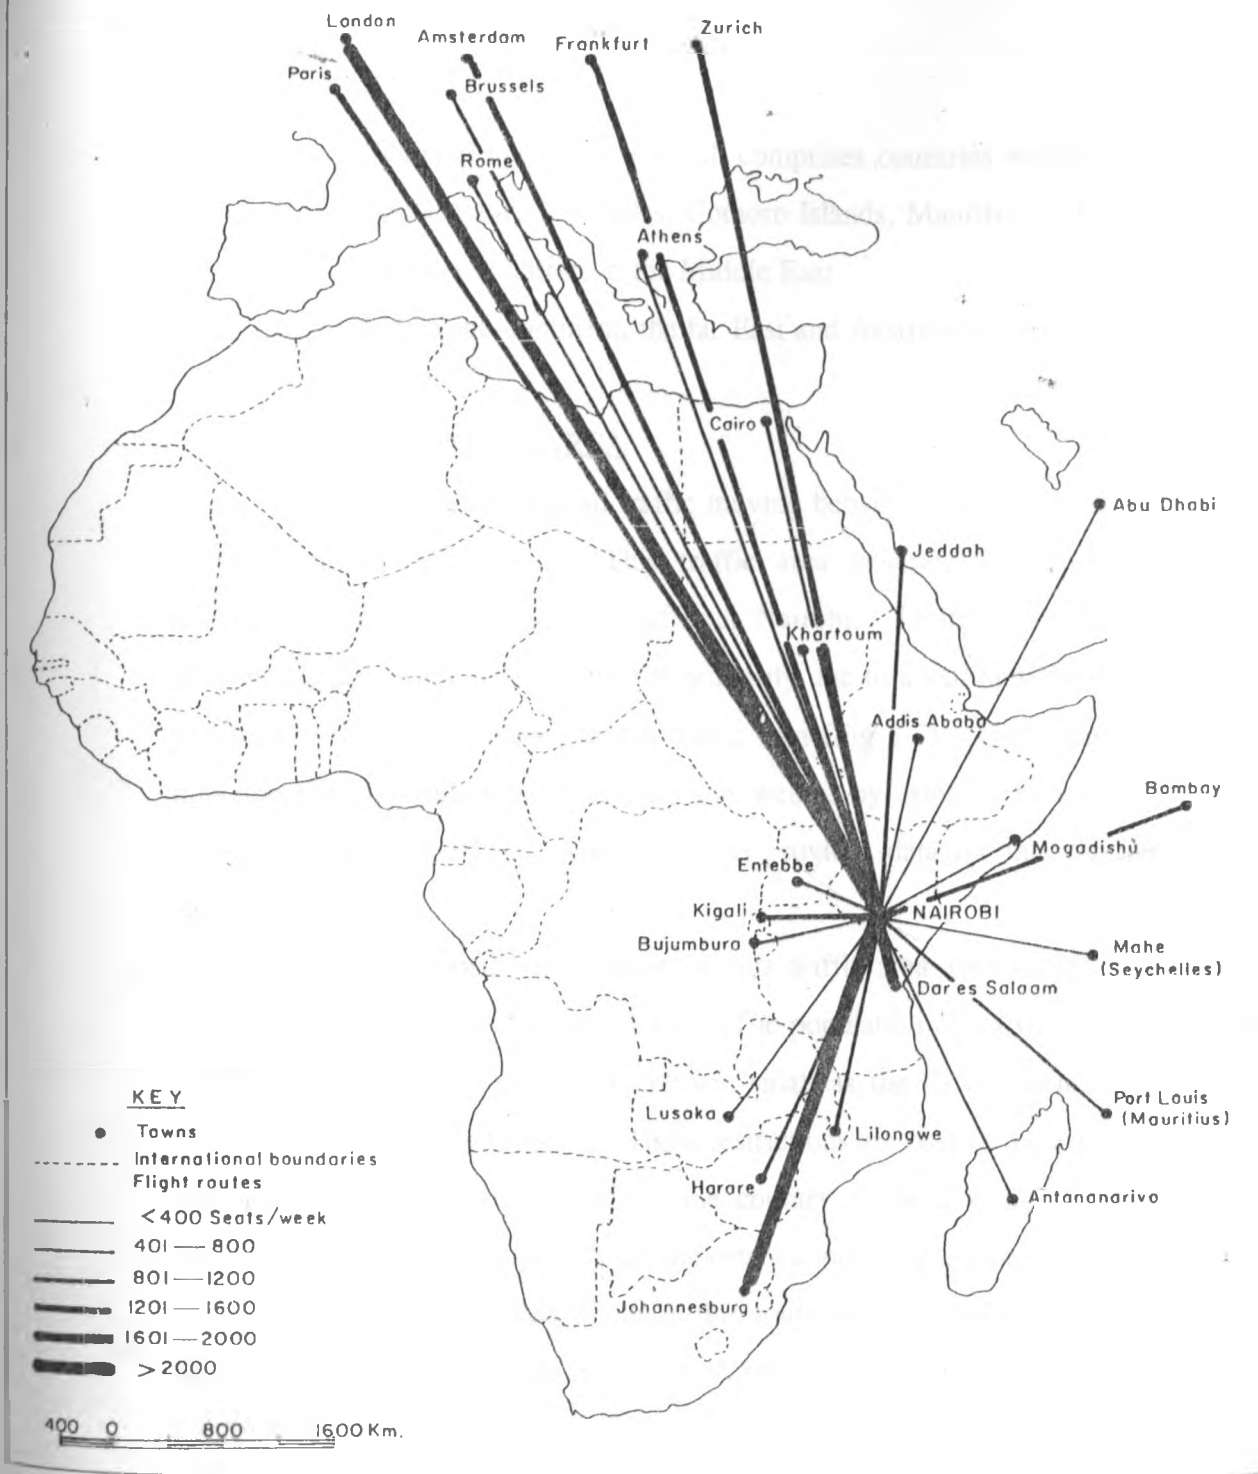 London
Zurich
Amsterdam
Frankfurt
Paris
Brussels
Rome
Athens
Cairo
Abu Dhabi
Jeddah
Khartoum
Addis Ababa
Bombay
Mogadishu
Entebbe
Kigali
NAIROBI
Bujumbura
Mahe
(Seychelles)
Dar es Salaam
Port Louis
(Mauritius)
Lusaka
Lilongwe
Harare
Antananarivo
Johannesburg
KEY
Towns
International boundaries
Flight routes
<400 Seats/week
401 — 800
801 — 1200
1201 — 1600
1601 — 2000
>2000
400 0 800 1600 Km.